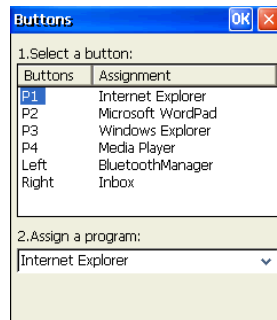 Buttons OK
1.Select a button:
Buttons Assignment
P1 Internet Explorer
P2 Microsoft WordPad
P3 Windows Explorer
P4 Media Player
Left BluetoothManager
Right Inbox
2.Assign a program:
Internet Explorer